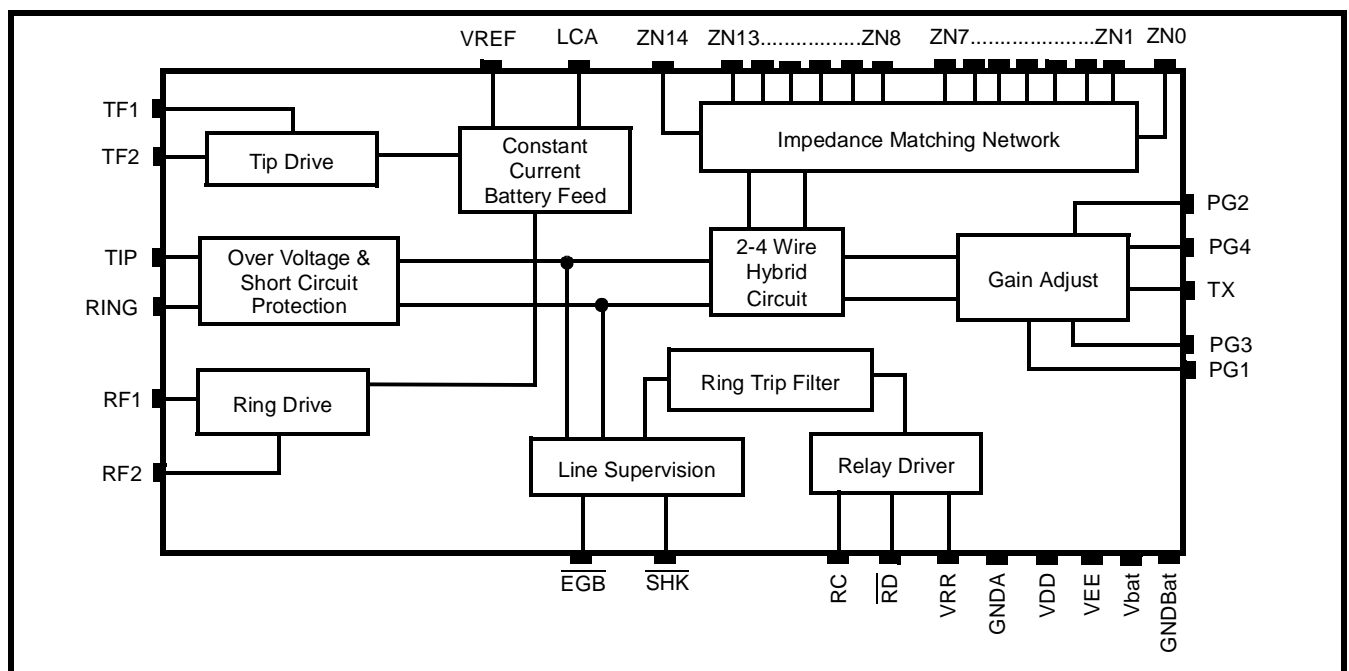 VREF LCA ZN14 ZN13..................ZN8 ZN7......................ZN1 ZN0
TF1
TF2
Tip Drive
Constant
Current
Battery Feed
Impedance Matching Network
PG2
PG4
TX
PG3
PG1
TIP
RING
Over Voltage &
Short Circuit
Protection
2-4 Wire
Hybrid
Circuit
Gain Adjust
RF1
RF2
Ring Drive
Ring Trip Filter
Line Supervision
Relay Driver
EGB
SHK
RC
RD
VRR
GNDA
VDD
VEE
Vbat
GNDBat